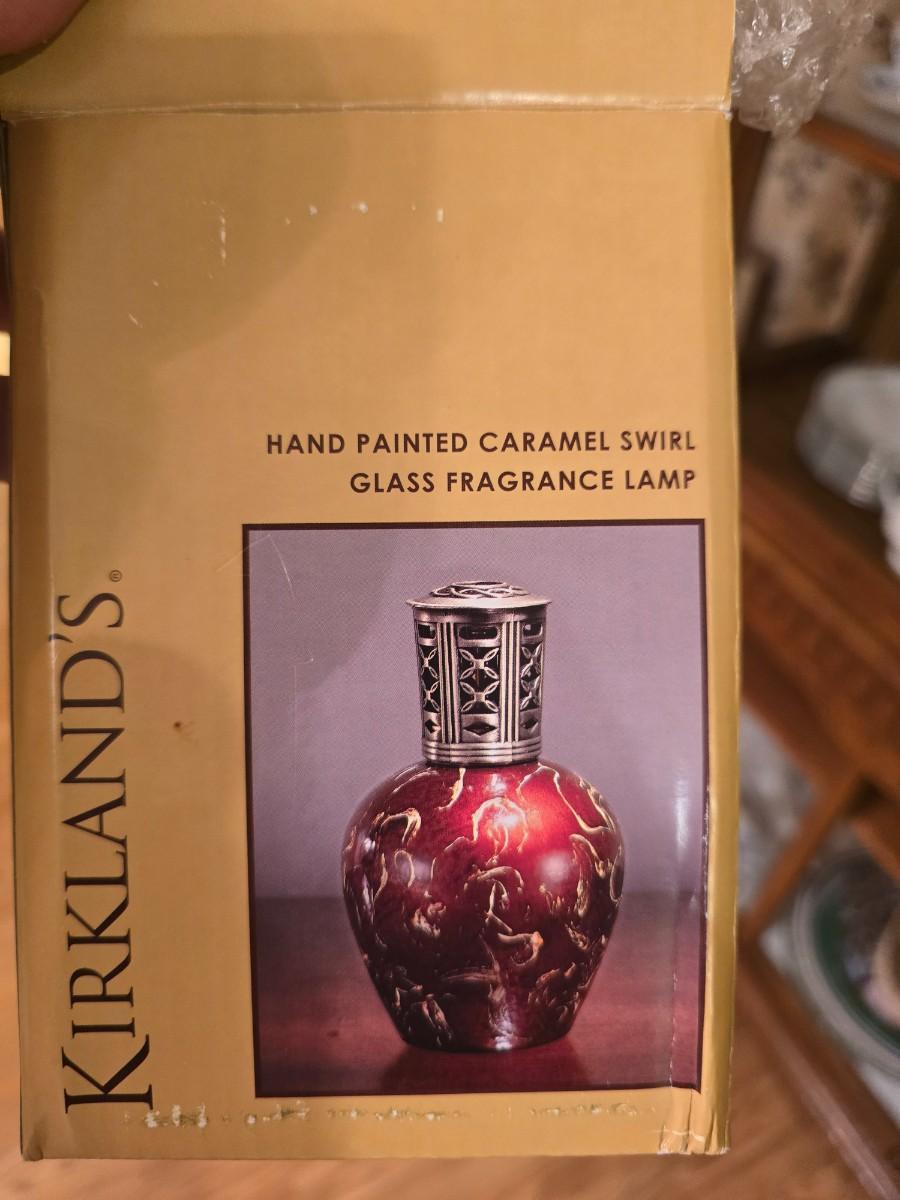 HAND PAINTED CARAMEL SWIRL
GLASS FRAGRANCE LAMP
KIRKLAND'S®